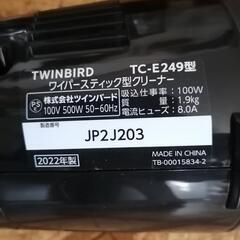 TWINBIRD TC-E249型
ワイパースティック型クリーナー
PS E 株式会社ツインバード 吸込仕事率:100W
100V 500W 50-60Hz 質量:1.9kg
電流ヒューズ:8.0A
製造番号
JP2J203
2022年製 MADE IN CHINA
TB-00015834-2